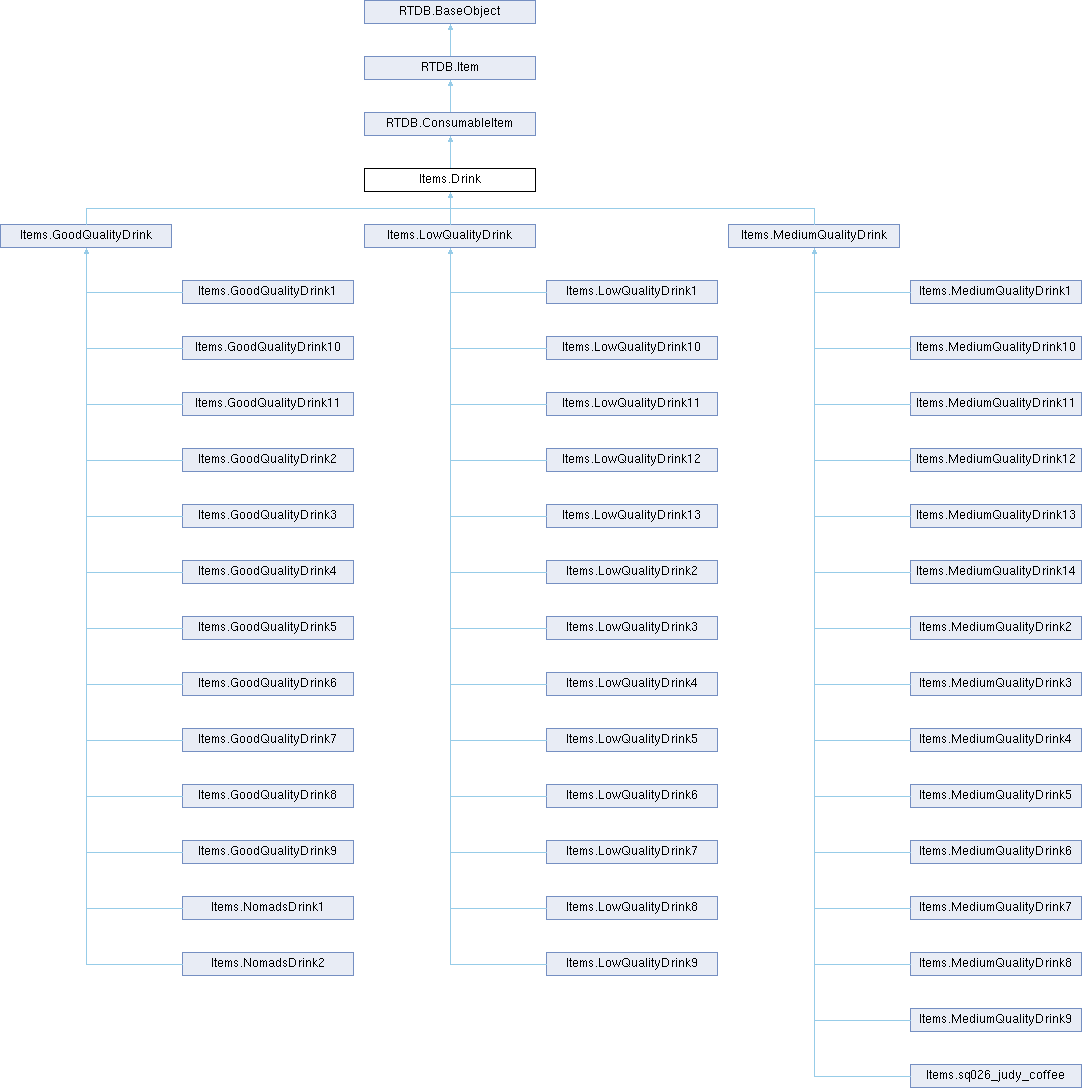 RTDB.BaseObject
RTDB.Item
RTDB.ConsumableItem
Items.Drink
Items.GoodQualityDrink
Items.LowQualityDrink
Items.MediumQualityDrink
Items.GoodQualityDrink1
Items.LowQualityDrink1
Items.MediumQualityDrink1
Items.GoodQualityDrink10
Items.LowQualityDrink10
Items.MediumQualityDrink10
Items.GoodQualityDrink11
Items.LowQualityDrink11
Items.MediumQualityDrink11
Items.GoodQualityDrink2
Items.LowQualityDrink12
Items.MediumQualityDrink12
Items.GoodQualityDrink3
Items.LowQualityDrink13
Items.MediumQualityDrink13
Items.GoodQualityDrink4
Items.LowQualityDrink2
Items.MediumQualityDrink14
Items.GoodQualityDrink5
Items.LowQualityDrink3
Items.MediumQualityDrink2
Items.GoodQualityDrink6
Items.LowQualityDrink4
Items.MediumQualityDrink3
Items.GoodQualityDrink7
Items.LowQualityDrink5
Items.MediumQualityDrink4
Items.GoodQualityDrink8
Items.LowQualityDrink6
Items.MediumQualityDrink5
Items.GoodQualityDrink9
Items.LowQualityDrink7
Items.MediumQualityDrink6
Items.NomadsDrink1
Items.LowQualityDrink8
Items.MediumQualityDrink7
Items.NomadsDrink2
Items.LowQualityDrink9
Items.MediumQualityDrink8
Items.MediumQualityDrink9
Items.sq026_judy_coffee